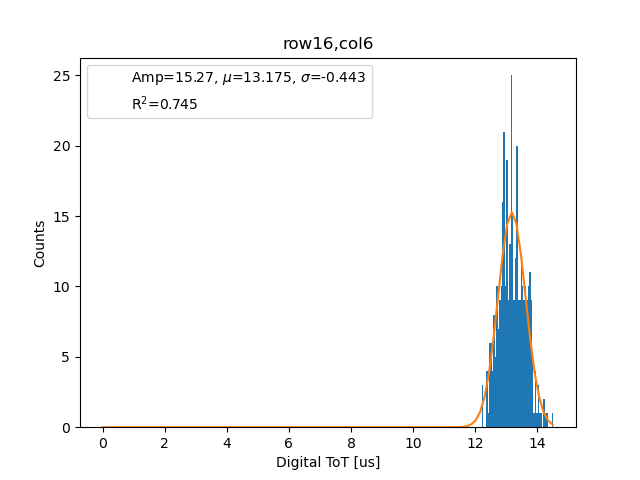 row16,col6
Amp=15.27, μ=13.175, σ=-0.443
R²=0.745
25
20
15
10
5
0
Counts
0 2 4 6 8 10 12 14
Digital ToT [us]